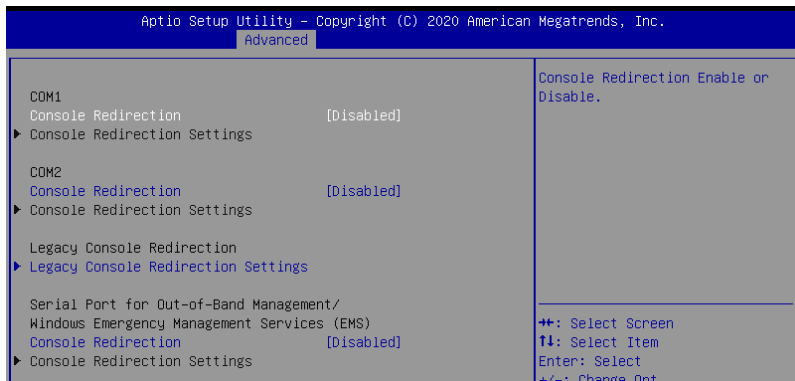 Aptio Setup Utility – Copyright (C) 2020 American Megatrends, Inc.
Advanced
COM1
Console Redirection [Disabled]
Console Redirection Settings
COM2
Console Redirection [Disabled]
Console Redirection Settings
Legacy Console Redirection
Legacy Console Redirection Settings
Serial Port for Out-of-Band Management/
Windows Emergency Management Services (EMS)
Console Redirection [Disabled]
Console Redirection Settings
Console Redirection Enable or
Disable.
→←: Select Screen
↑↓: Select Item
Enter: Select
+/-: Change Opt.